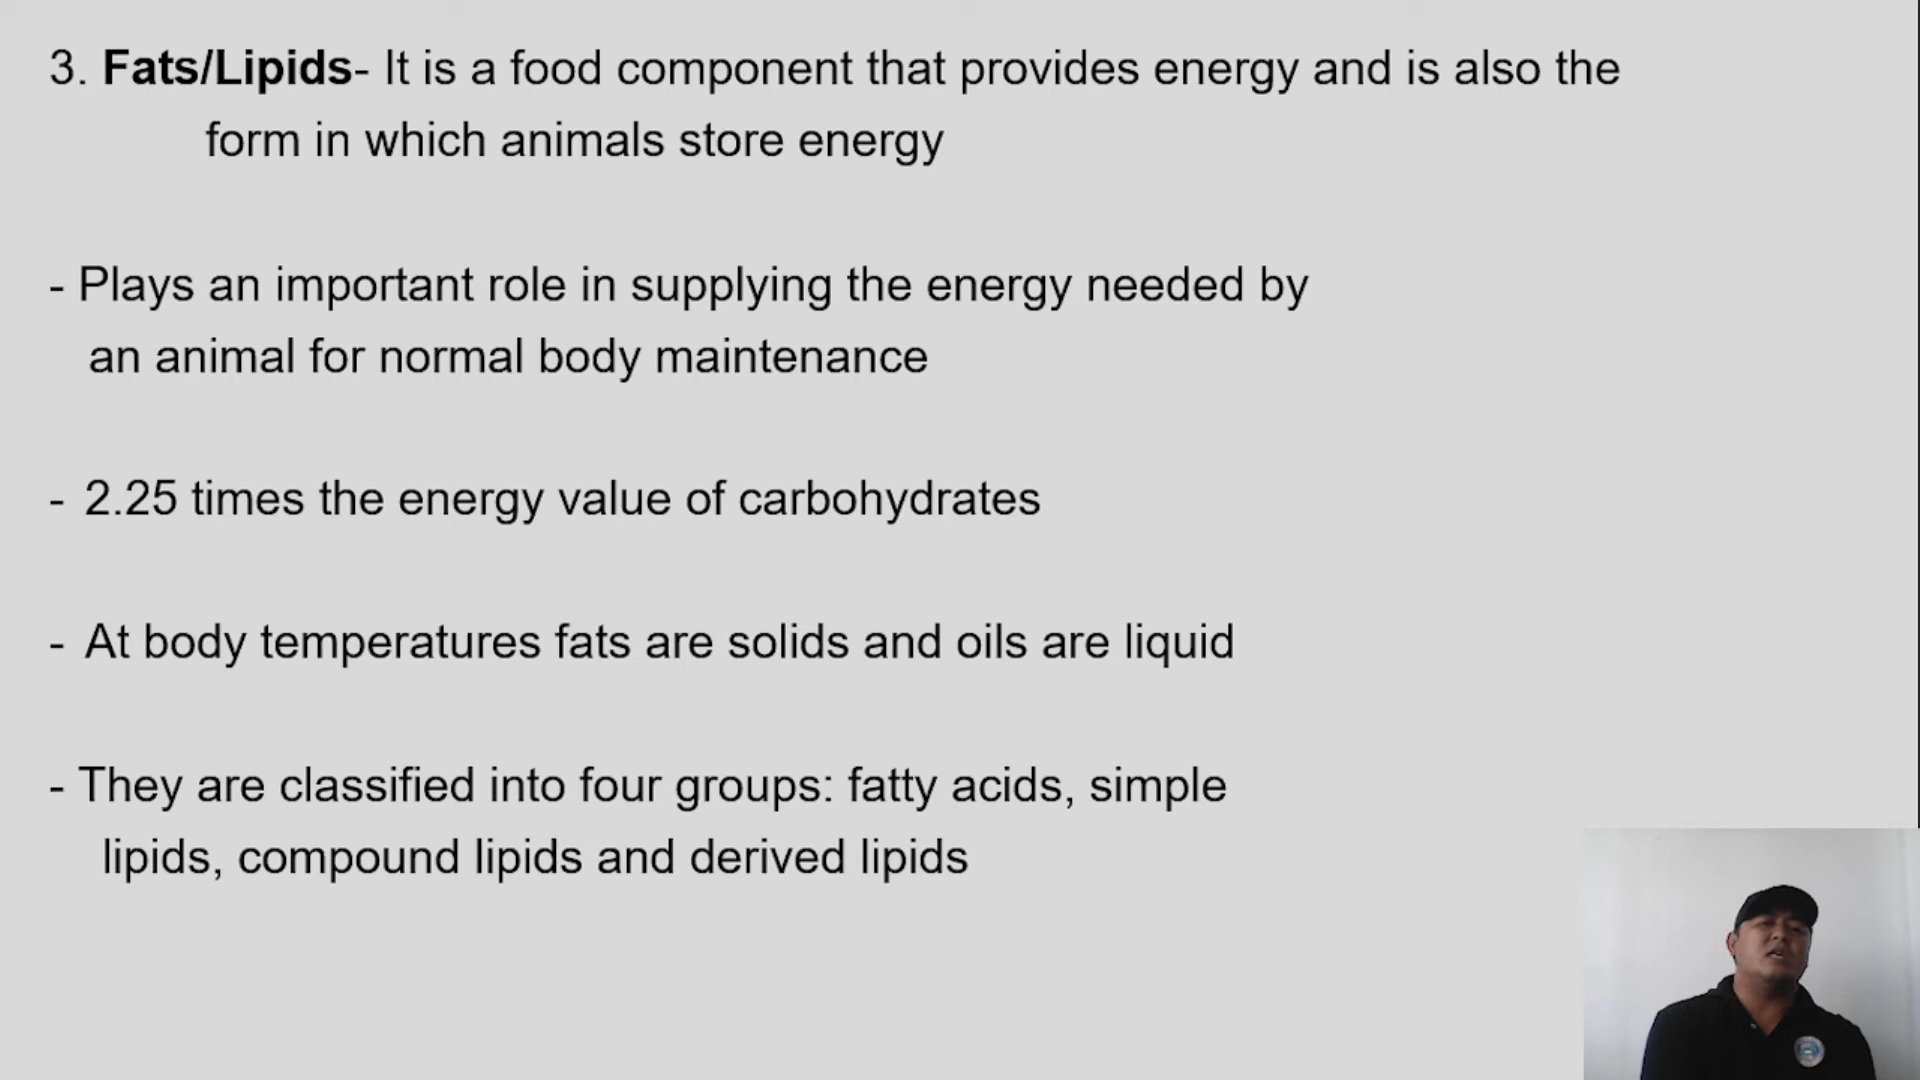 3. Fats/Lipids- It is a food component that provides energy and is also the
form in which animals store energy
- Plays an important role in supplying the energy needed by
an animal for normal body maintenance
- 2.25 times the energy value of carbohydrates
- At body temperatures fats are solids and oils are liquid
- They are classified into four groups: fatty acids, simple
lipids, compound lipids and derived lipids